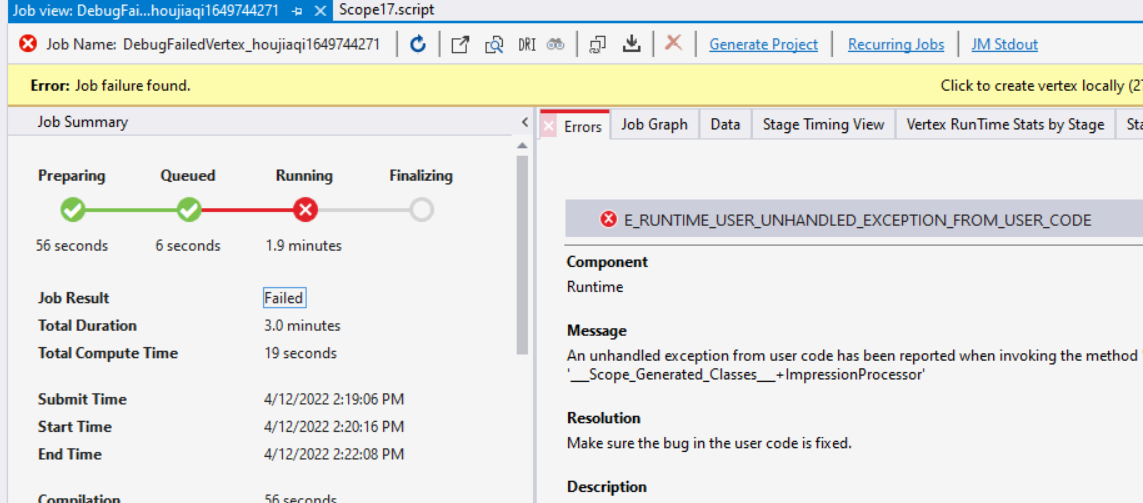 Job view: DebugFai...houjiaqi1649744271
Scope17.script
Job Name: DebugFailedVertex_houjiaqi1649744271
DRI
Generate Project
Recurring Jobs
JM Stdout
Error: Job failure found.
Click to create vertex locally (2
Job Summary
Errors
Job Graph
Data
Stage Timing View
Vertex RunTime Stats by Stage
Sta
Preparing Queued Running Finalizing
56 seconds 6 seconds 1.9 minutes
Job Result Failed
Total Duration 3.0 minutes
Total Compute Time 19 seconds
Submit Time 4/12/2022 2:19:06 PM
Start Time 4/12/2022 2:20:16 PM
End Time 4/12/2022 2:22:08 PM
Compilation 56 seconds
E_RUNTIME_USER_UNHANDLED_EXCEPTION_FROM_USER_CODE
Component
Runtime
Message
An unhandled exception from user code has been reported when invoking the method '
'___Scope_Generated_Classes___+ImpressionProcessor'
Resolution
Make sure the bug in the user code is fixed.
Description